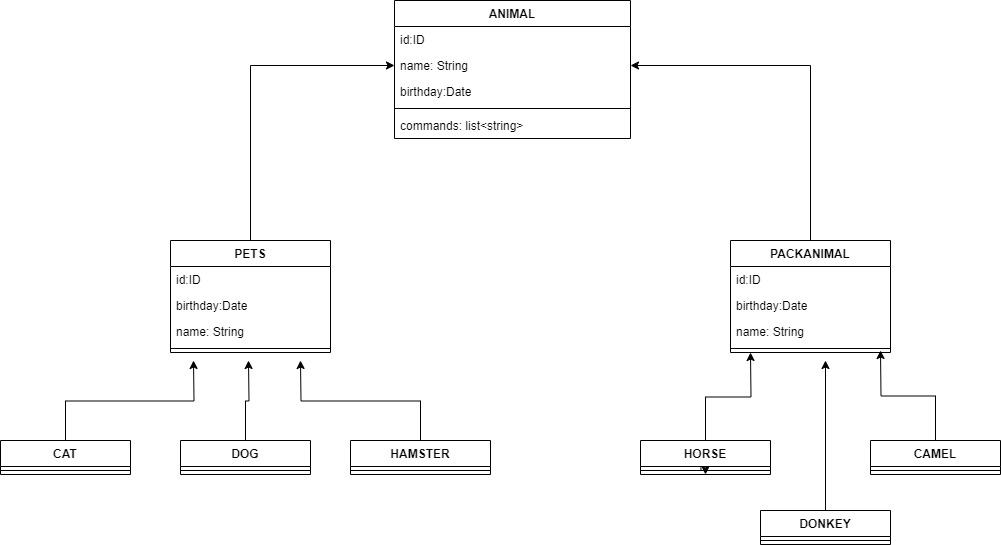 ANIMAL
id:ID
name: String
birthday:Date
commands: list<string>
PETS
id:ID
birthday:Date
name: String
PACKANIMAL
id:ID
birthday:Date
name: String
CAT
DOG
HAMSTER
HORSE
CAMEL
DONKEY